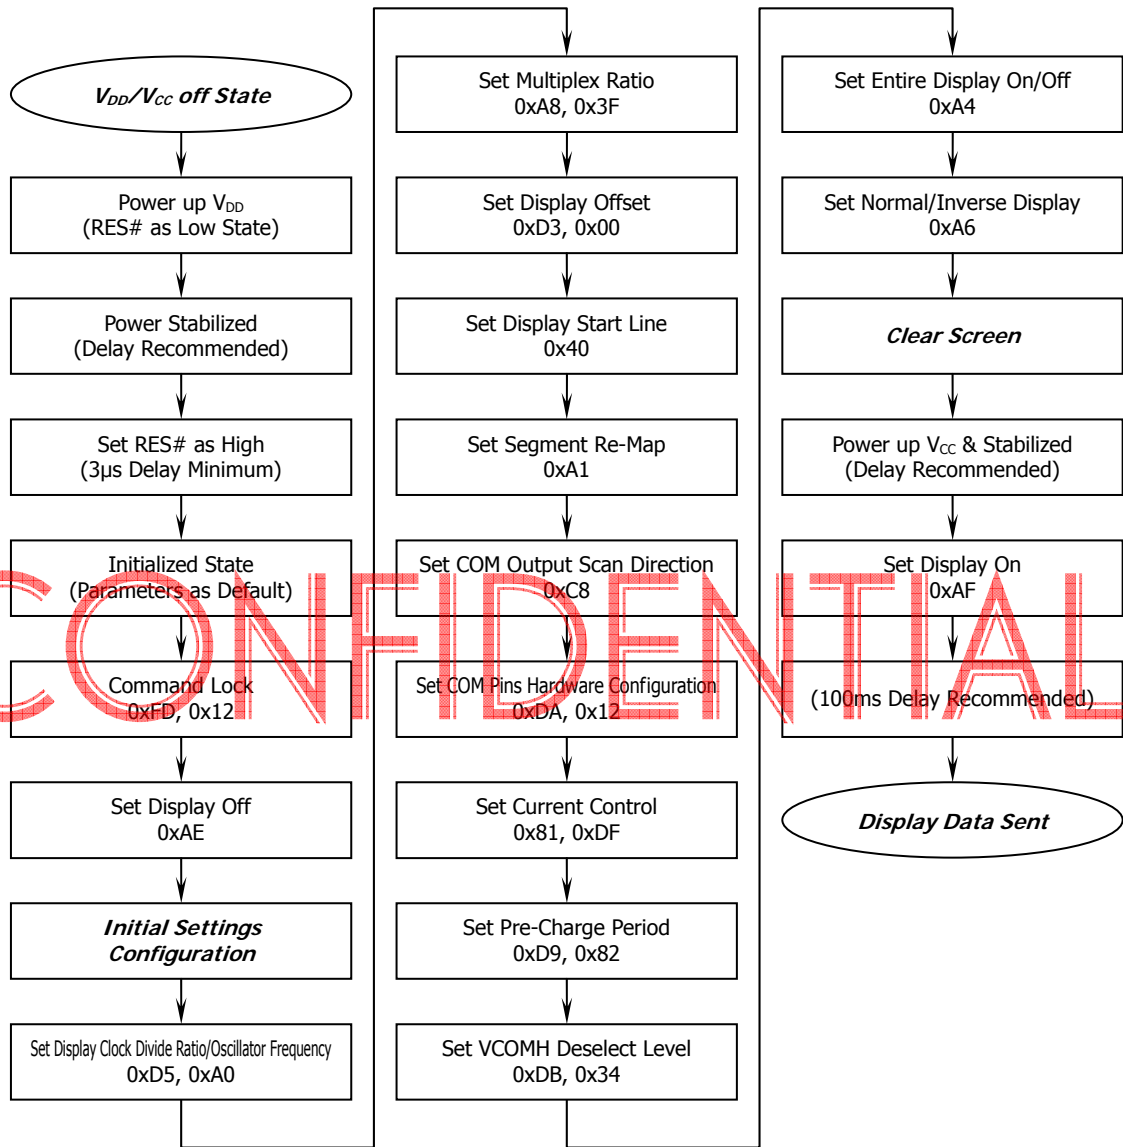 V_DD/V_CC off State
Power up V_DD
(RES# as Low State)
Power Stabilized
(Delay Recommended)
Set RES# as High
(3µs Delay Minimum)
Initialized State
(Parameters as Default)
Command Lock
0xFD, 0x12
Set Display Off
0xAE
Initial Settings
Configuration
Set Display Clock Divide Ratio/Oscillator Frequency
0xD5, 0xA0
Set Multiplex Ratio
0xA8, 0x3F
Set Display Offset
0xD3, 0x00
Set Display Start Line
0x40
Set Segment Re-Map
0xA1
Set COM Output Scan Direction
0xC8
Set COM Pins Hardware Configuration
0xDA, 0x12
Set Current Control
0x81, 0xDF
Set Pre-Charge Period
0xD9, 0x82
Set VCOMH Deselect Level
0xDB, 0x34
Set Entire Display On/Off
0xA4
Set Normal/Inverse Display
0xA6
Clear Screen
Power up V_CC & Stabilized
(Delay Recommended)
Set Display On
0xAF
(100ms Delay Recommended)
Display Data Sent
CONFIDENTIAL